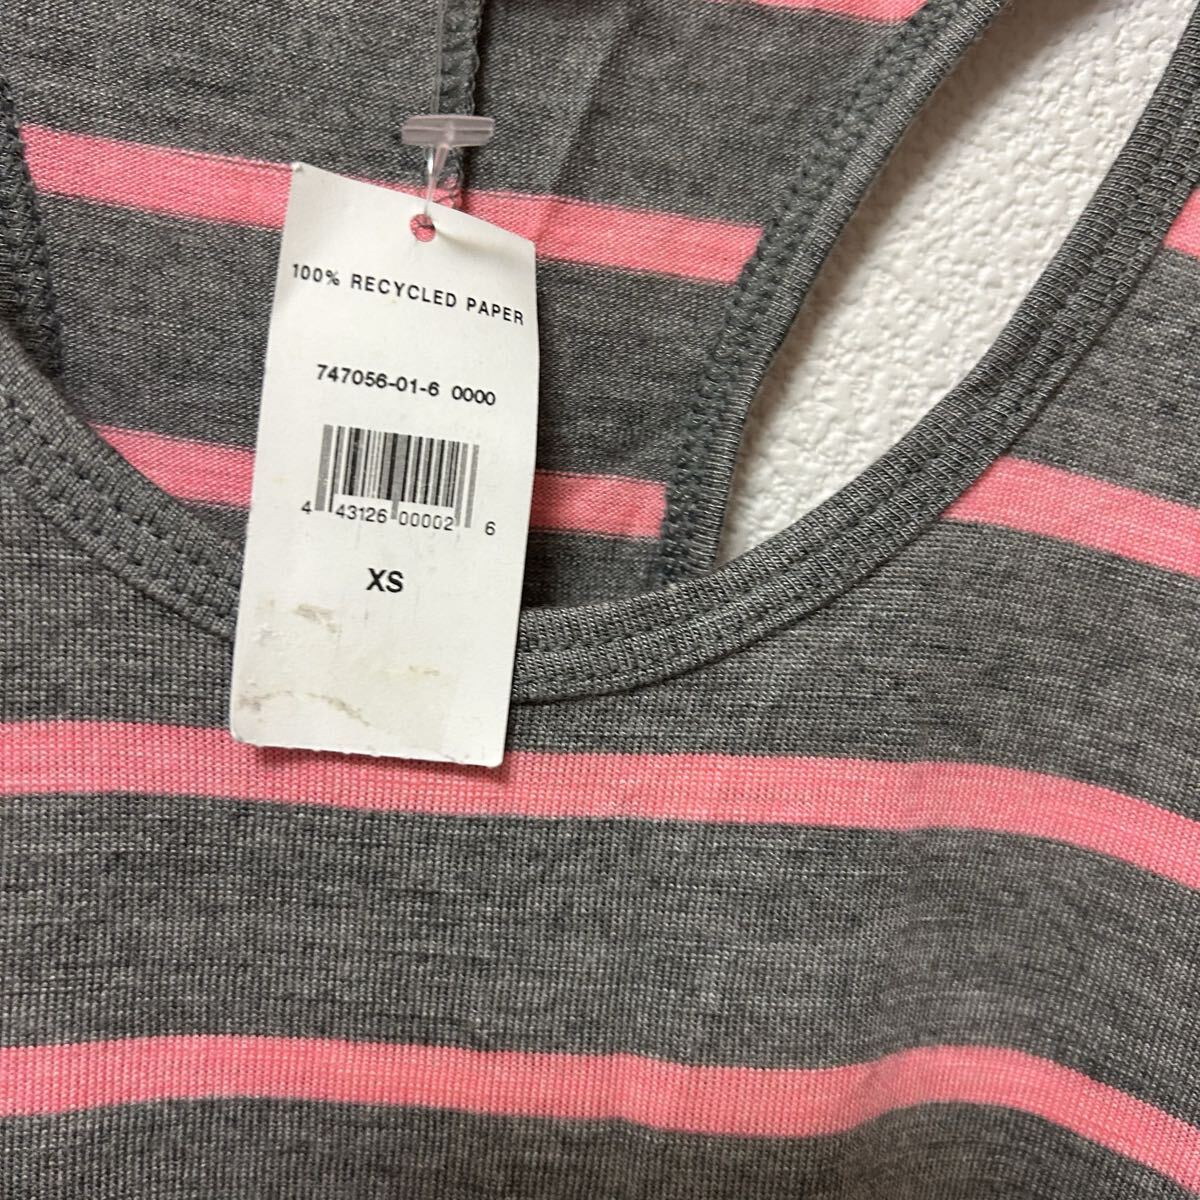 100% RECYCLED PAPER
747056-01-6 0000
4 43126 00002 6
XS